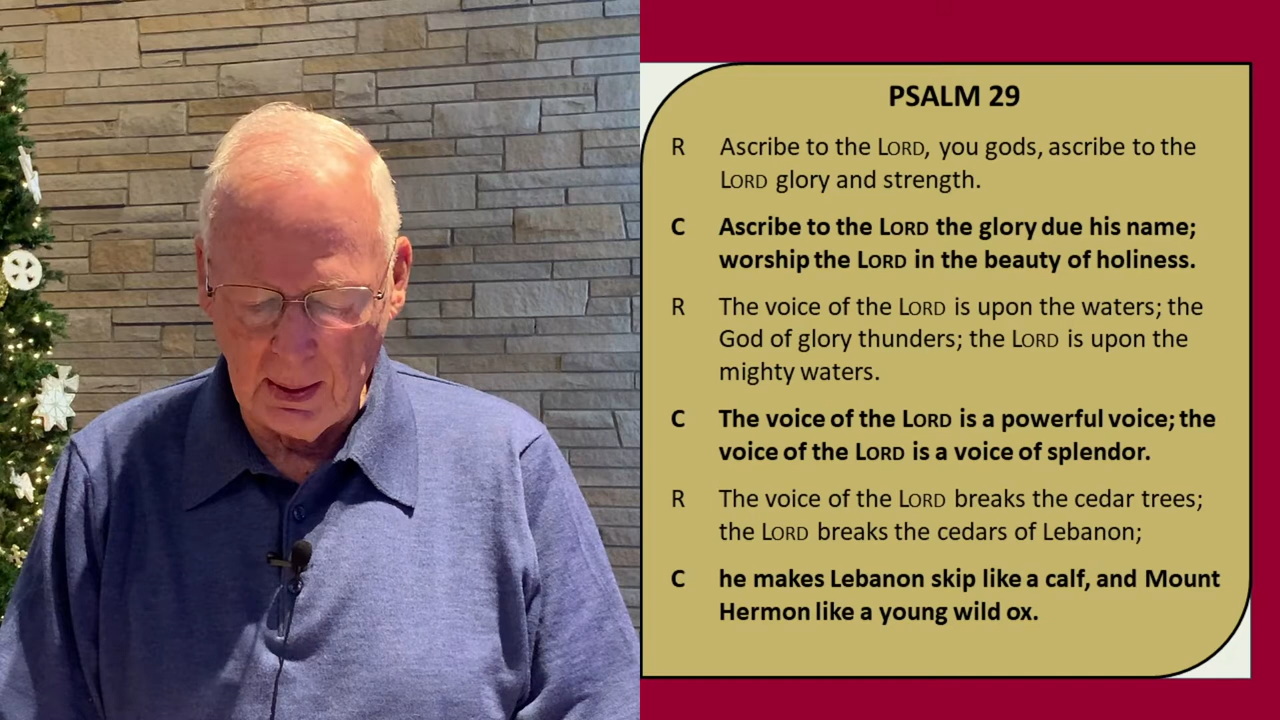 PSALM 29
R Ascribe to the LORD, you gods, ascribe to the
LORD glory and strength.
C Ascribe to the LORD the glory due his name;
worship the LORD in the beauty of holiness.
R The voice of the LORD is upon the waters; the
God of glory thunders; the LORD is upon the
mighty waters.
C The voice of the LORD is a powerful voice; the
voice of the LORD is a voice of splendor.
R The voice of the LORD breaks the cedar trees;
the LORD breaks the cedars of Lebanon;
C he makes Lebanon skip like a calf, and Mount
Hermon like a young wild ox.